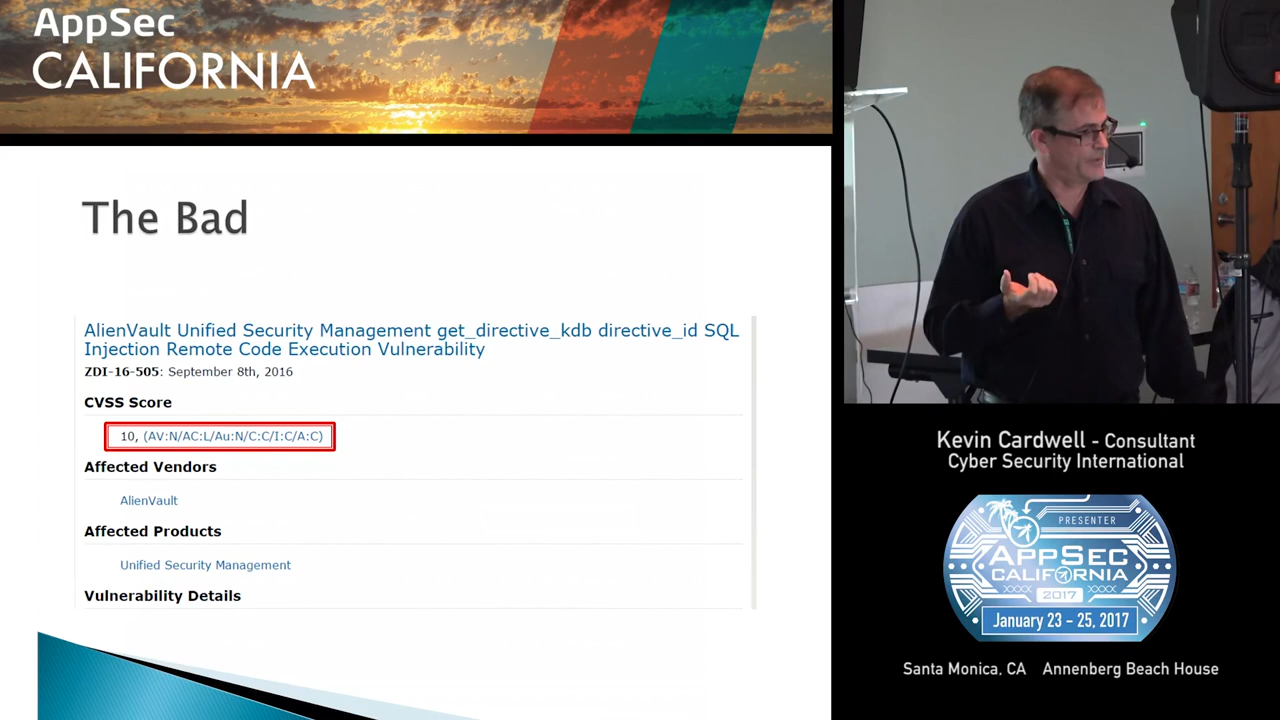 AppSec
CALIFORNIA
The Bad
AlienVault Unified Security Management get_directive_kdb directive_id SQL
Injection Remote Code Execution Vulnerability
ZDI-16-505: September 8th, 2016
CVSS Score
10, (AV:N/AC:L/Au:N/C:C/I:C/A:C)
Affected Vendors
AlienVault
Affected Products
Unified Security Management
Vulnerability Details
Kevin Cardwell - Consultant
Cyber Security International
PRESENTER
APPSEC
CALIFORNIA
2017
January 23 - 25, 2017
Santa Monica, CA Annenberg Beach House